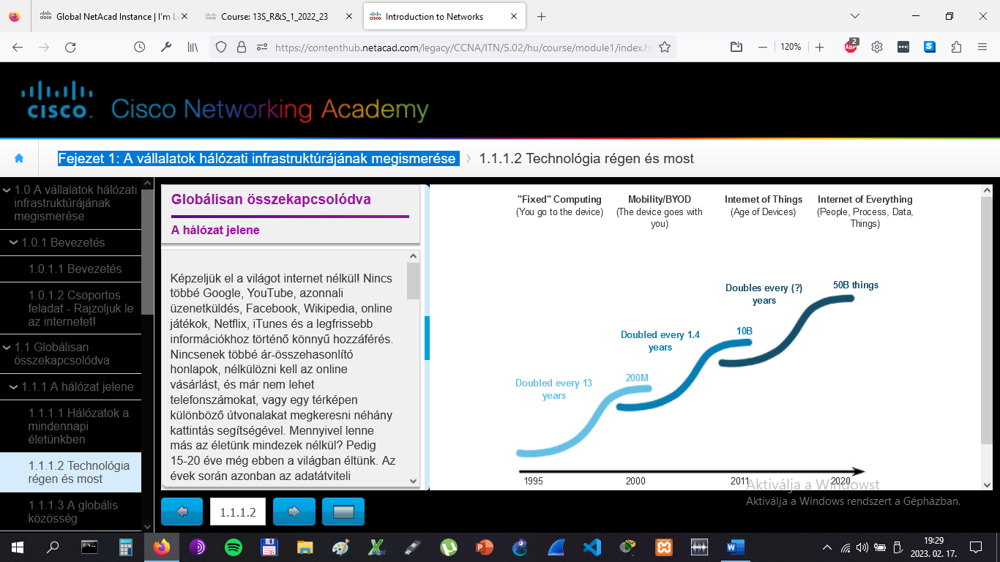 Global NetAcad Instance | I'm Le
Course: 13S_R&S_1_2022_23
Introduction to Networks
https://contenthub.netacad.com/legacy/CCNA/ITN/5.02/hu/course/module1/index.ht
120%
ABP
2
S
CISCO
Cisco Networking Academy
Fejezet 1: A vállalatok hálózati infrastruktúrájának megismerése
1.1.1.2 Technológia régen és most
1.0 A vállalatok hálózati
infrastruktúrájának
megismerése
1.0.1 Bevezetés
1.0.1.1 Bevezetés
1.0.1.2 Csoportos
feladat - Rajzoljuk le
az internetet!
1.1 Globálisan
összekapcsolódva
1.1.1 A hálózat jelene
1.1.1.1 Hálózatok a
mindennapi
életünkben
1.1.1.2 Technológia
régen és most
1.1.1.3 A globális
közösség
Globálisan összekapcsolódva
A hálózat jelene
Képzeljük el a világot internet nélkül! Nincs
többé Google, YouTube, azonnali
üzenetküldés, Facebook, Wikipedia, online
játékok, Netflix, iTunes és a legfrissebb
információkhoz történő könnyű hozzáférés.
Nincsenek többé ár-összehasonlító
honlapok, nélkülözni kell az online
vásárlást, és már nem lehet
telefonszámokat, vagy egy térképen
különböző útvonalakat megkeresni néhány
kattintás segítségével. Mennyivel lenne
más az életünk mindezek nélkül? Pedig
15-20 éve még ebben a világban éltünk. Az
évek során azonban az adatátviteli
"Fixed" Computing
(You go to the device)
Mobility/BYOD
(The device goes with
you)
Internet of Things
(Age of Devices)
Internet of Everything
(People, Process, Data,
Things)
Doubles every (?)
years
50B things
Doubled every 1.4
years
10B
Doubled every 13
years
200M
1995
2000
2011
2020
1.1.1.2
Aktiválja a Windowst
Aktiválja a Windows rendszert a Gépházban.
19:29
2023. 02. 17.